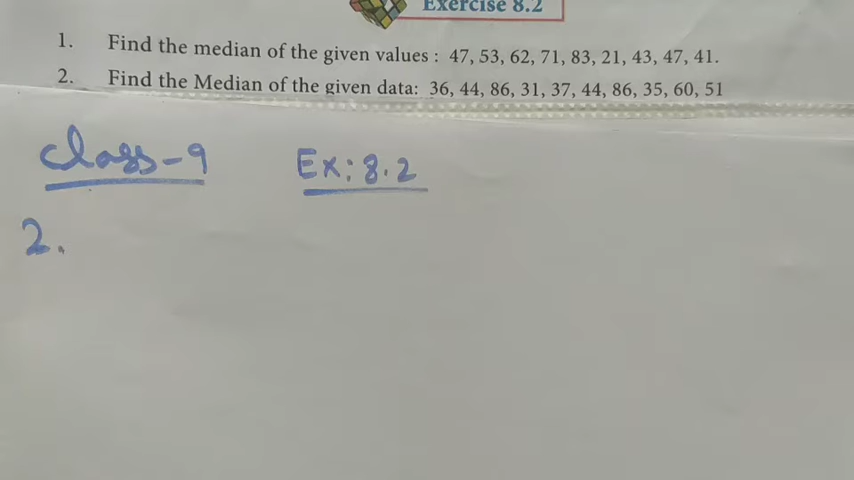 Exercise 8.2
1. Find the median of the given values : 47, 53, 62, 71, 83, 21, 43, 47, 41.
2. Find the Median of the given data: 36, 44, 86, 31, 37, 44, 86, 35, 60, 51
Class-9 Ex: 8.2
2.